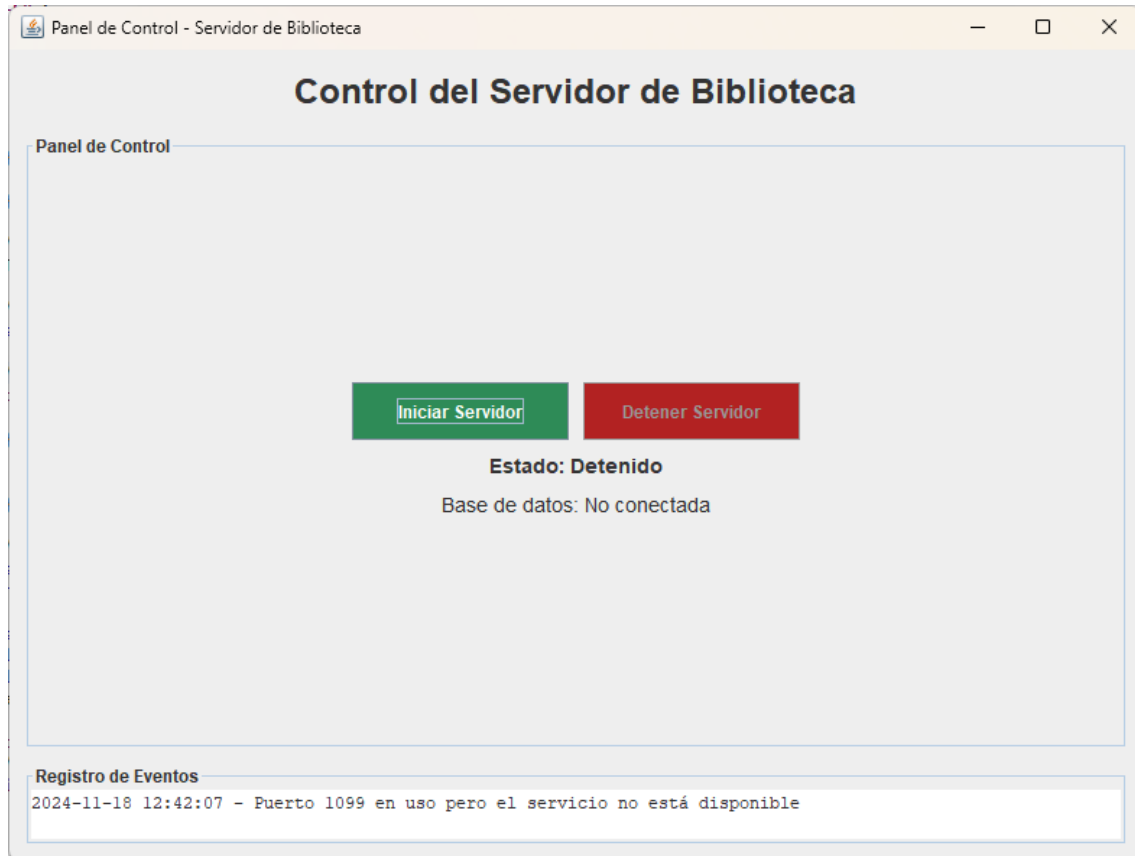 Panel de Control - Servidor de Biblioteca
Control del Servidor de Biblioteca
Panel de Control
Iniciar Servidor
Detener Servidor
Estado: Detenido
Base de datos: No conectada
Registro de Eventos
2024-11-18 12:42:07 - Puerto 1099 en uso pero el servicio no está disponible